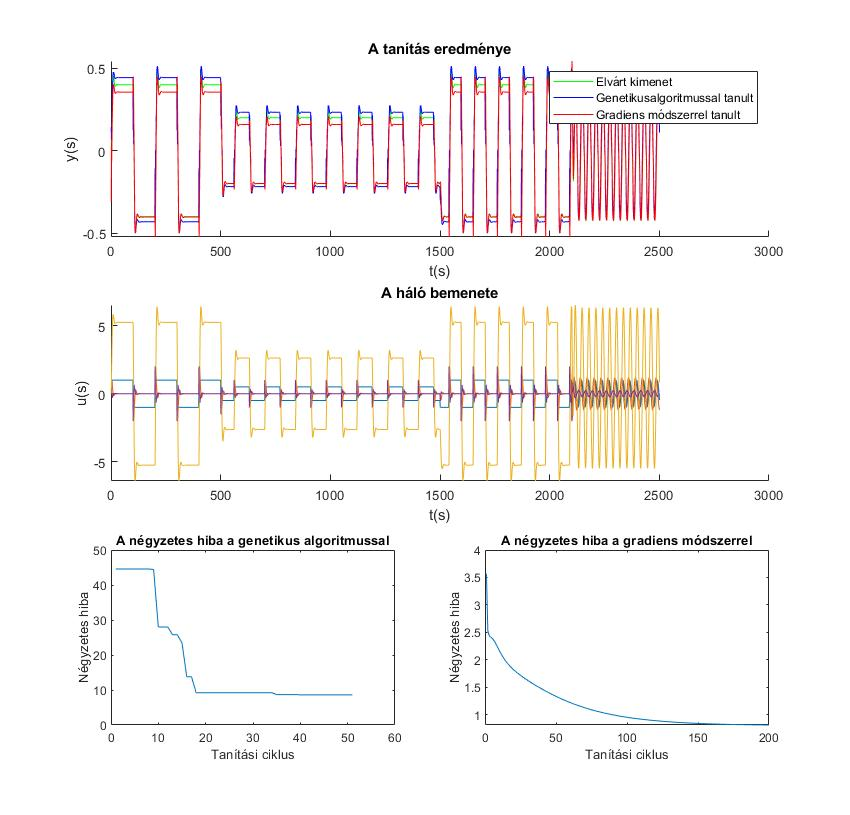 A tanítás eredménye
0.5
0
-0.5
y(s)
Elvárt kimenet
Genetikusalgoritmussal tanult
Gradiens módszerrel tanult
0 500 1000 1500 2000 2500 3000
t(s)
A háló bemenete
5
0
-5
u(s)
0 500 1000 1500 2000 2500 3000
t(s)
A négyzetes hiba a genetikus algoritmussal
50
40
30
20
10
0
Négyzetes hiba
0 10 20 30 40 50 60
Tanítási ciklus
A négyzetes hiba a gradiens módszerrel
4
3.5
3
2.5
2
1.5
1
Négyzetes hiba
0 50 100 150 200
Tanítási ciklus